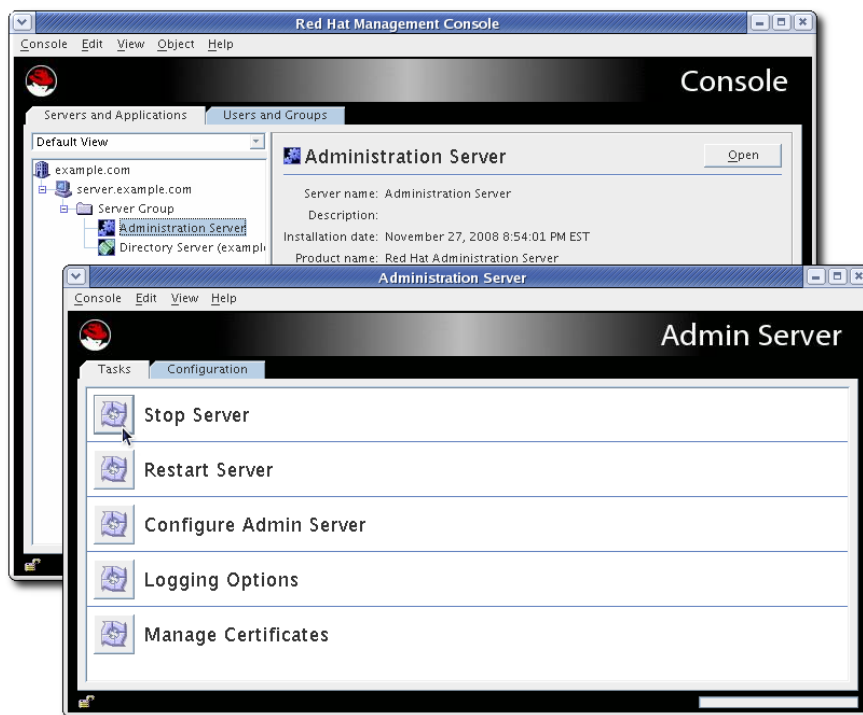 Red Hat Management Console
Console Edit View Object Help
Console
Servers and Applications Users and Groups
Default View
example.com
server.example.com
Server Group
Administration Server
Directory Server (exampl
Administration Server
Open
Server name: Administration Server
Description:
Installation date: November 27, 2008 8:54:01 PM EST
Product name: Red Hat Administration Server
Administration Server
Console Edit View Help
Admin Server
Tasks Configuration
Stop Server
Restart Server
Configure Admin Server
Logging Options
Manage Certificates